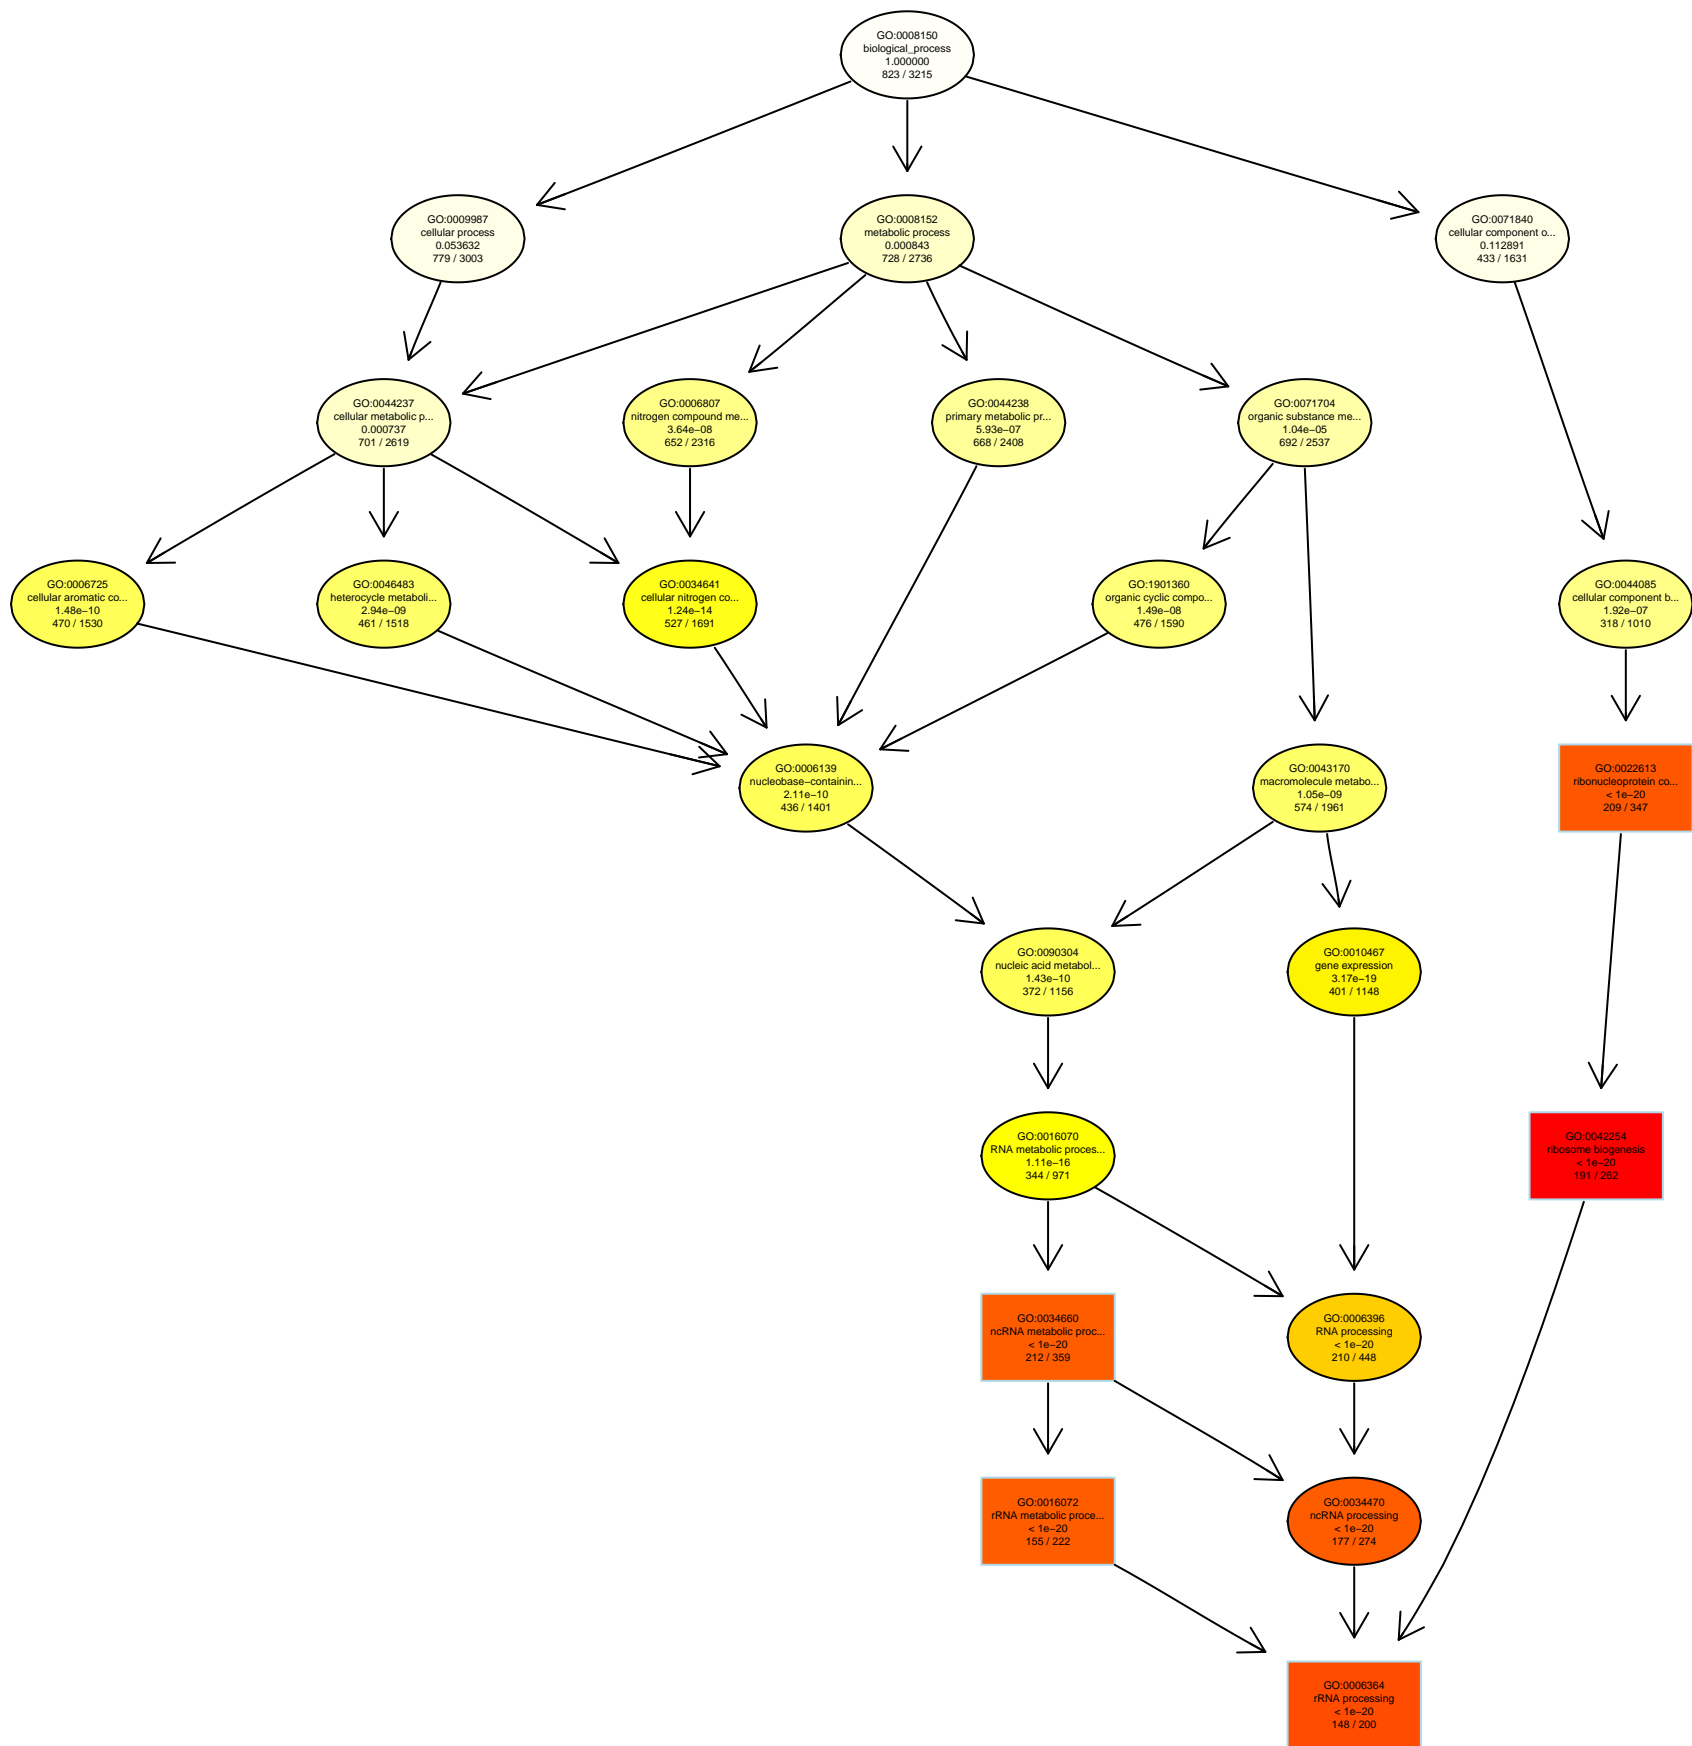 GO:0008150
biological_process
1.000000
823 / 3215
GO:0009987
cellular process
0.053632
779 / 3003
GO:0008152
metabolic process
0.000843
728 / 2736
GO:0071840
cellular component o...
0.112891
433 / 1631
GO:0044237
cellular metabolic p...
0.000737
701 / 2619
GO:0006807
nitrogen compound me...
3.64e−08
652 / 2316
GO:0044238
primary metabolic pr...
5.93e−07
668 / 2408
GO:0071704
organic substance me...
1.04e−05
692 / 2537
GO:0006725
cellular aromatic co...
1.48e−10
470 / 1530
GO:0046483
heterocycle metaboli...
2.94e−09
461 / 1518
GO:0034641
cellular nitrogen co...
1.24e−14
527 / 1691
GO:1901360
organic cyclic compo...
1.49e−08
476 / 1590
GO:0044085
cellular component b...
1.92e−07
318 / 1010
GO:0006139
nucleobase−containin...
2.11e−10
436 / 1401
GO:0043170
macromolecule metabo...
1.05e−09
574 / 1961
GO:0022613
ribonucleoprotein co...
< 1e−20
209 / 347
GO:0090304
nucleic acid metabol...
1.43e−10
372 / 1156
GO:0010467
gene expression
3.17e−19
401 / 1148
GO:0016070
RNA metabolic proces...
1.11e−16
344 / 971
GO:0042254
ribosome biogenesis
< 1e−20
191 / 262
GO:0034660
ncRNA metabolic proc...
< 1e−20
212 / 359
GO:0006396
RNA processing
< 1e−20
210 / 448
GO:0016072
rRNA metabolic proce...
< 1e−20
155 / 222
GO:0034470
ncRNA processing
< 1e−20
177 / 274
GO:0006364
rRNA processing
< 1e−20
148 / 200